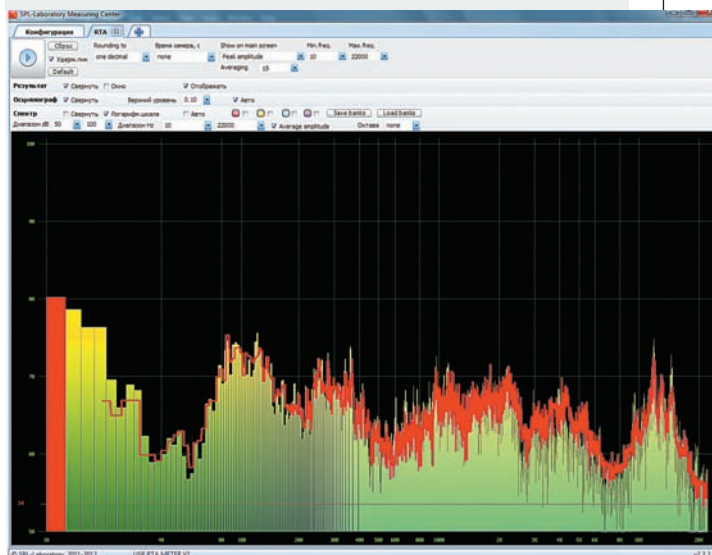 SPL-Laboratory Measuring Center
Конфигурация RTA
Сброс Rounding to Время замера, с Show on main screen Min.freq. Max.freq.
Удерж.пик one decimal none Peak amplitude 10 22000
Default Averaging 10
Результат Свернуть Окно Отображать
Осциллограф Свернуть Верхний уровень 0.10 Авто
Спектр Свернуть Логарифм.шкала Авто Save banks Load banks
Диапазон dB 50 100 Диапазон Hz 10 22000 Average amplitude Октава none
100
90
80
70
60
50
© SPL-Laboratory, 2011-2012 USB RTA METER V2